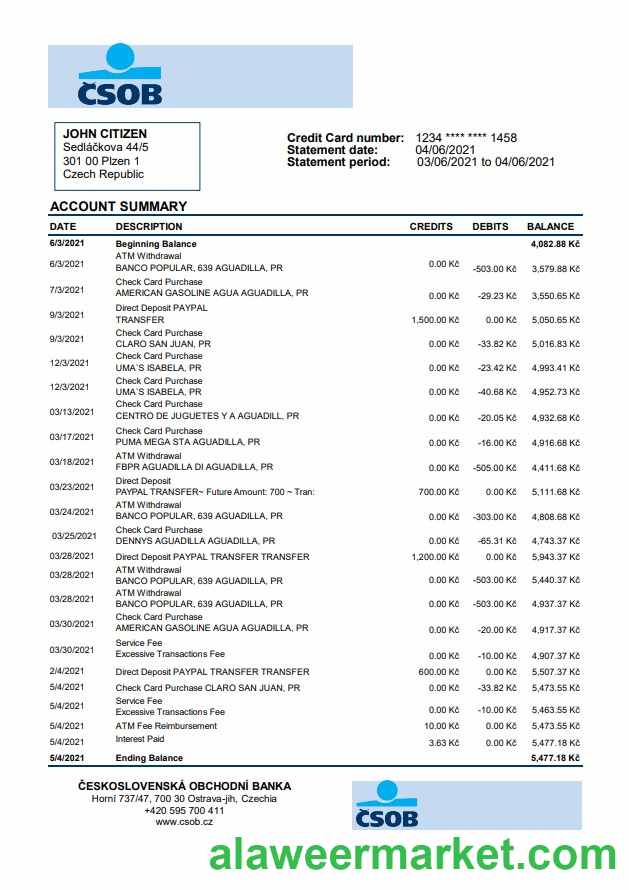 ČSOB
JOHN CITIZEN
Sedláčkova 44/5
301 00 Plzen 1
Czech Republic
Credit Card number: 1234 **** **** 1458
Statement date: 04/06/2021
Statement period: 03/06/2021 to 04/06/2021
ACCOUNT SUMMARY
DATE DESCRIPTION CREDITS DEBITS BALANCE
6/3/2021 Beginning Balance 4,082.88 Kč
ATM Withdrawal
6/3/2021 BANCO POPULAR, 639 AGUADILLA, PR 0.00 Kč -503.00 Kč 3,579.88 Kč
Check Card Purchase
7/3/2021 AMERICAN GASOLINE AGUA AGUADILLA, PR 0.00 Kč -29.23 Kč 3,550.65 Kč
Direct Deposit PAYPAL
9/3/2021 TRANSFER 1,500.00 Kč 0.00 Kč 5,050.65 Kč
Check Card Purchase
9/3/2021 CLARO SAN JUAN, PR 0.00 Kč -33.82 Kč 5,016.83 Kč
Check Card Purchase
12/3/2021 UMA`S ISABELA, PR 0.00 Kč -23.42 Kč 4,993.41 Kč
Check Card Purchase
12/3/2021 UMA`S ISABELA, PR 0.00 Kč -40.68 Kč 4,952.73 Kč
Check Card Purchase
03/13/2021 CENTRO DE JUGUETES Y A AGUADILL, PR 0.00 Kč -20.05 Kč 4,932.68 Kč
Check Card Purchase
03/17/2021 PUMA MEGA STA AGUADILLA, PR 0.00 Kč -16.00 Kč 4,916.68 Kč
ATM Withdrawal
03/18/2021 FBPR AGUADILLA DI AGUADILLA, PR 0.00 Kč -505.00 Kč 4,411.68 Kč
Direct Deposit
03/23/2021 PAYPAL TRANSFER~ Future Amount: 700 ~ Tran: 700.00 Kč 0.00 Kč 5,111.68 Kč
ATM Withdrawal
03/24/2021 BANCO POPULAR, 639 AGUADILLA, PR 0.00 Kč -303.00 Kč 4,808.68 Kč
Check Card Purchase
03/25/2021 DENNYS AGUADILLA AGUADILLA, PR 0.00 Kč -65.31 Kč 4,743.37 Kč
03/28/2021 Direct Deposit PAYPAL TRANSFER TRANSFER 1,200.00 Kč 0.00 Kč 5,943.37 Kč
ATM Withdrawal
03/28/2021 BANCO POPULAR, 639 AGUADILLA, PR 0.00 Kč -503.00 Kč 5,440.37 Kč
ATM Withdrawal
03/28/2021 BANCO POPULAR, 639 AGUADILLA, PR 0.00 Kč -503.00 Kč 4,937.37 Kč
Check Card Purchase
03/30/2021 AMERICAN GASOLINE AGUA AGUADILLA, PR 0.00 Kč -20.00 Kč 4,917.37 Kč
Service Fee
03/30/2021 Excessive Transactions Fee 0.00 Kč -10.00 Kč 4,907.37 Kč
2/4/2021 Direct Deposit PAYPAL TRANSFER TRANSFER 600.00 Kč 0.00 Kč 5,507.37 Kč
5/4/2021 Check Card Purchase CLARO SAN JUAN, PR 0.00 Kč -33.82 Kč 5,473.55 Kč
Service Fee
5/4/2021 Excessive Transactions Fee 0.00 Kč -10.00 Kč 5,463.55 Kč
5/4/2021 ATM Fee Reimbursement 10.00 Kč 0.00 Kč 5,473.55 Kč
5/4/2021 Interest Paid 3.63 Kč 0.00 Kč 5,477.18 Kč
5/4/2021 Ending Balance 5,477.18 Kč
ČESKOSLOVENSKÁ OBCHODNÍ BANKA
Horní 737/47, 700 30 Ostrava-jih, Czechia
+420 595 700 411
www.csob.cz
ČSOB
alaweermarket.com